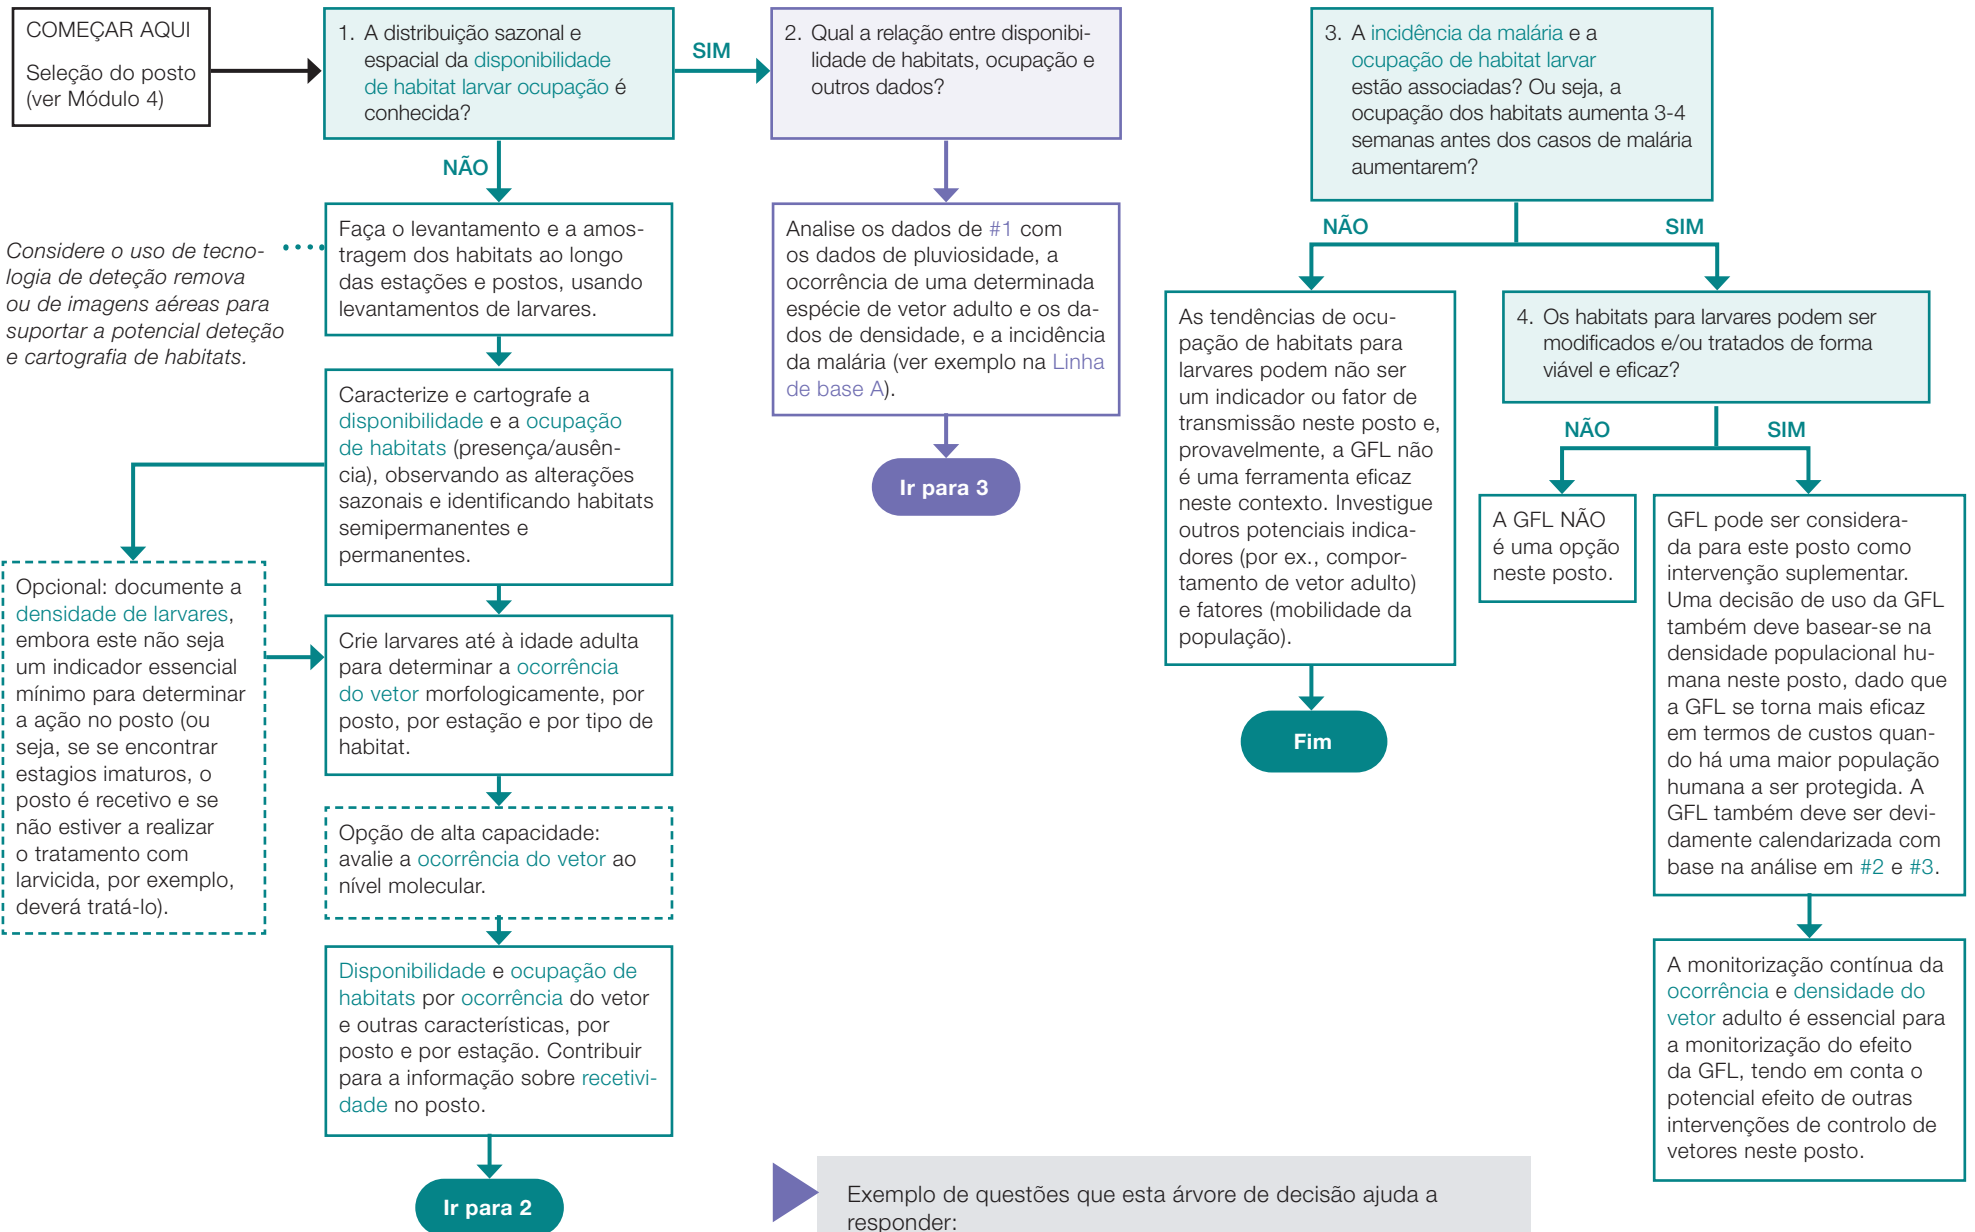 COMEÇAR AQUI
Seleção do posto
(ver Módulo 4)
1. A distribuição sazonal e
espacial da disponibilidade
de habitat larvar ocupação é
conhecida?
SIM
NÃO
2. Qual a relação entre disponibi-
lidade de habitats, ocupação e
outros dados?
3. A incidência da malária e a
ocupação de habitat larvar
estão associadas? Ou seja, a
ocupação dos habitats aumenta 3-4
semanas antes dos casos de malária
aumentarem?
NÃO
SIM
Considere o uso de tecno-
logia de deteção remova
ou de imagens aéreas para
suportar a potencial deteção
e cartografia de habitats.
Faça o levantamento e a amos-
tragem dos habitats ao longo
das estações e postos, usando
levantamentos de larvares.
Caracterize e cartografe a
disponibilidade e a ocupação
de habitats (presença/ausên-
cia), observando as alterações
sazonais e identificando habitats
semipermanentes e
permanentes.
Opcional: documente a
densidade de larvares,
embora este não seja
um indicador essencial
mínimo para determinar
a ação no posto (ou
seja, se se encontrar
estagios imaturos, o
posto é recetivo e se
não estiver a realizar
o tratamento com
larvicida, por exemplo,
deverá tratá-lo).
Crie larvares até à idade adulta
para determinar a ocorrência
do vetor morfologicamente, por
posto, por estação e por tipo de
habitat.
Opção de alta capacidade:
avalie a ocorrência do vetor ao
nível molecular.
Disponibilidade e ocupação de
habitats por ocorrência do vetor
e outras características, por
posto e por estação. Contribuir
para a informação sobre recetivi-
dade no posto.
Ir para 2
Analise os dados de #1 com
os dados de pluviosidade, a
ocorrência de uma determinada
espécie de vetor adulto e os da-
dos de densidade, e a incidência
da malária (ver exemplo na Linha
de base A).
Ir para 3
As tendências de ocu-
pação de habitats para
larvares podem não ser
um indicador ou fator de
transmissão neste posto e,
provavelmente, a GFL não
é uma ferramenta eficaz
neste contexto. Investigue
outros potenciais indica-
dores (por ex., compor-
tamento de vetor adulto)
e fatores (mobilidade da
população).
Fim
4. Os habitats para larvares podem ser
modificados e/ou tratados de forma
viável e eficaz?
NÃO
SIM
A GFL NÃO
é uma opção
neste posto.
GFL pode ser considera-
da para este posto como
intervenção suplementar.
Uma decisão de uso da GFL
também deve basear-se na
densidade populacional hu-
mana neste posto, dado que
a GFL se torna mais eficaz
em termos de custos quan-
do há uma maior população
humana a ser protegida. A
GFL também deve ser devi-
damente calendarizada com
base na análise em #2 e #3.
A monitorização contínua da
ocorrência e densidade do
vetor adulto é essencial para
a monitorização do efeito
da GFL, tendo em conta o
potencial efeito de outras
intervenções de controlo de
vetores neste posto.
Exemplo de questões que esta árvore de decisão ajuda a
responder: